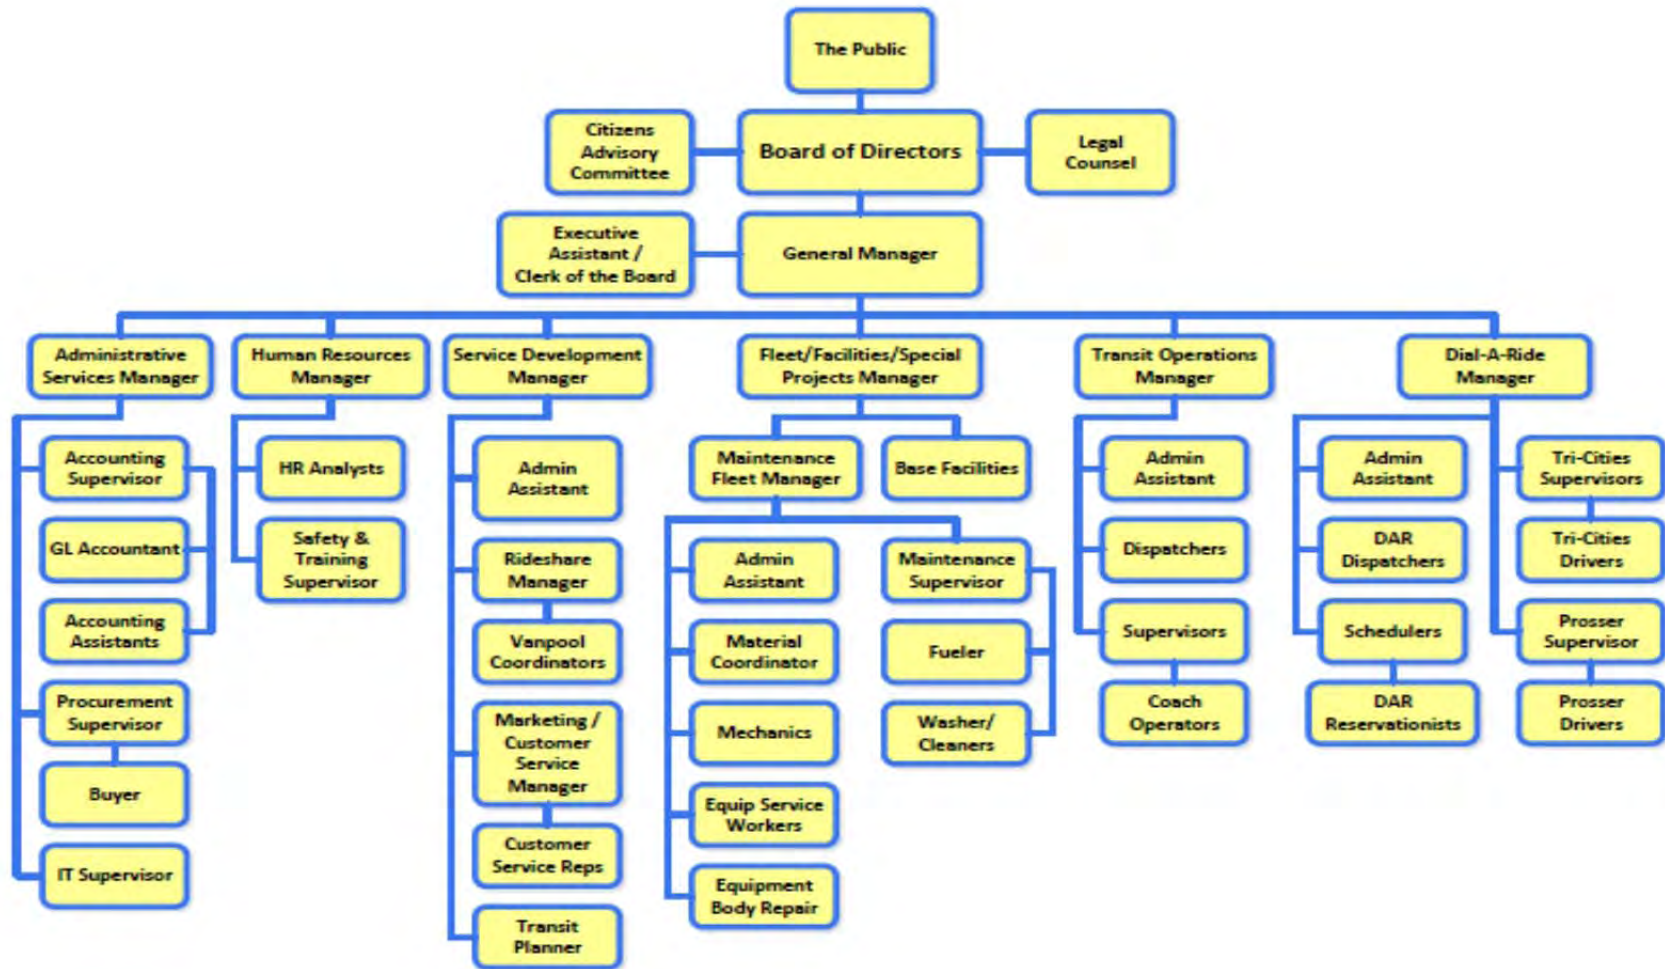 The Public
Citizens
Advisory
Committee
Board of Directors
Legal
Counsel
Executive
Assistant /
Clerk of the Board
General Manager
Administrative
Services Manager
Human Resources
Manager
Service Development
Manager
Fleet/Facilities/Special
Projects Manager
Transit Operations
Manager
Dial-A-Ride
Manager
Accounting
Supervisor
GL Accountant
Accounting
Assistants
Procurement
Supervisor
Buyer
IT Supervisor
HR Analysts
Safety &
Training
Supervisor
Admin
Assistant
Rideshare
Manager
Vanpool
Coordinators
Marketing /
Customer
Service
Manager
Customer
Service Reps
Transit
Planner
Maintenance
Fleet Manager
Base Facilities
Admin
Assistant
Material
Coordinator
Mechanics
Equip Service
Workers
Equipment
Body Repair
Maintenance
Supervisor
Fueler
Washer/
Cleaners
Admin
Assistant
Dispatchers
Supervisors
Coach
Operators
Admin
Assistant
DAR
Dispatchers
Schedulers
DAR
Reservationists
Tri-Cities
Supervisors
Tri-Cities
Drivers
Prosser
Supervisor
Prosser
Drivers